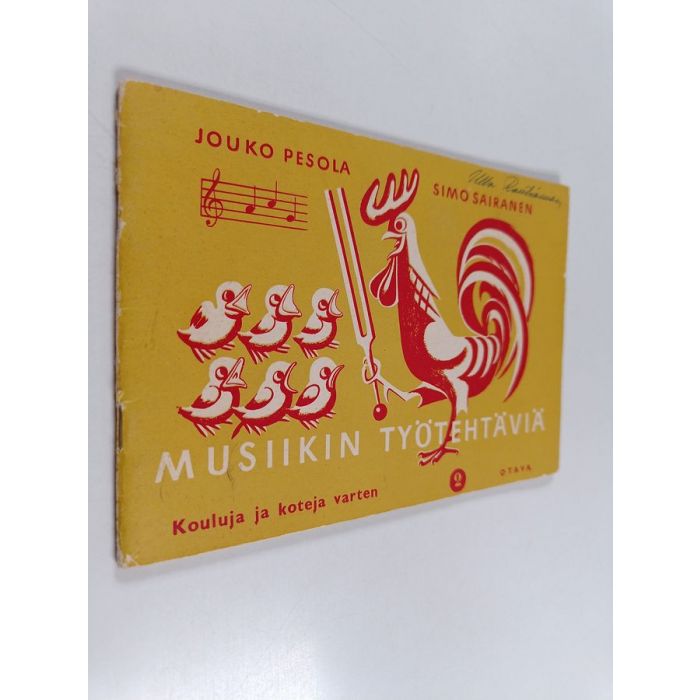 JOUKO PESOLA
SIMO SAIRANEN
MUSIIKIN TYÖTEHTÄVIÄ
Kouluja ja koteja varten
2
OTAVA